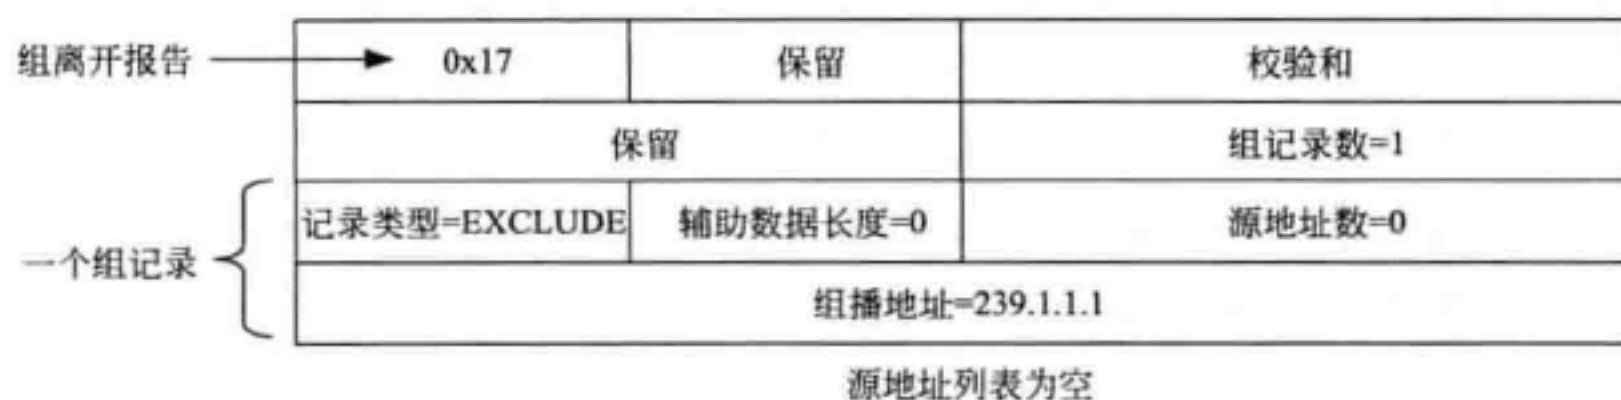 组离开报告
0x17 保留 校验和
保留 组记录数=1
记录类型=EXCLUDE 辅助数据长度=0 源地址数=0
一个组记录
组播地址=239.1.1.1
源地址列表为空